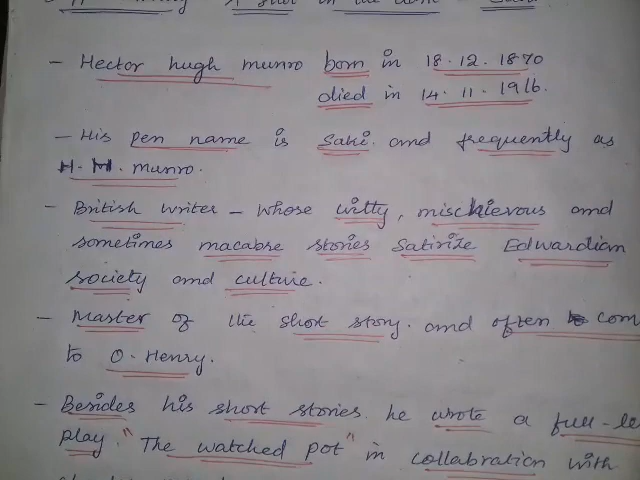 - Hector hugh munro born in 18.12.1870
died in 14.11.1916.
- His pen name is Saki. and frequently as
H.H. munro.
- British writer - whose witty, mischievous and
sometimes macabre stories satirize Edwardian
society and culture.
- Master of the short story. and often com
to O. Henry.
- Besides his short stories. he wrote a full-le
play. "The watched pot" in collabration with